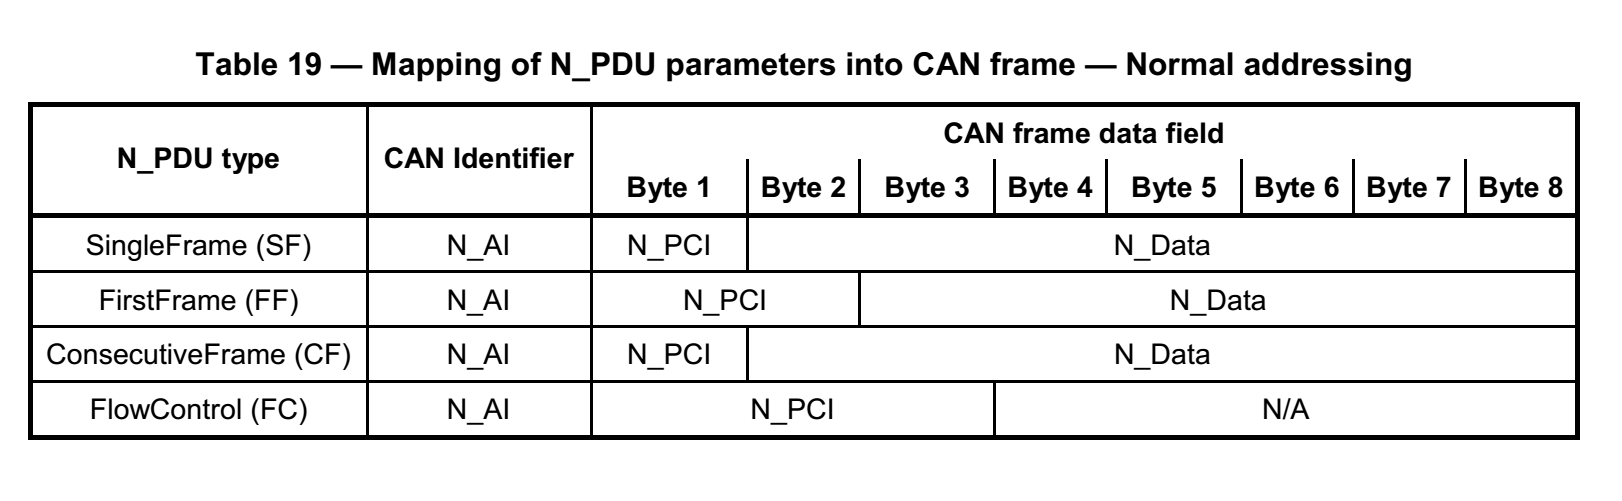 Table 19 — Mapping of N_PDU parameters into CAN frame — Normal addressing
N_PDU type CAN Identifier CAN frame data field
Byte 1 Byte 2 Byte 3 Byte 4 Byte 5 Byte 6 Byte 7 Byte 8
SingleFrame (SF) N_AI N_PCI N_Data
FirstFrame (FF) N_AI N_PCI N_Data
ConsecutiveFrame (CF) N_AI N_PCI N_Data
FlowControl (FC) N_AI N_PCI N/A